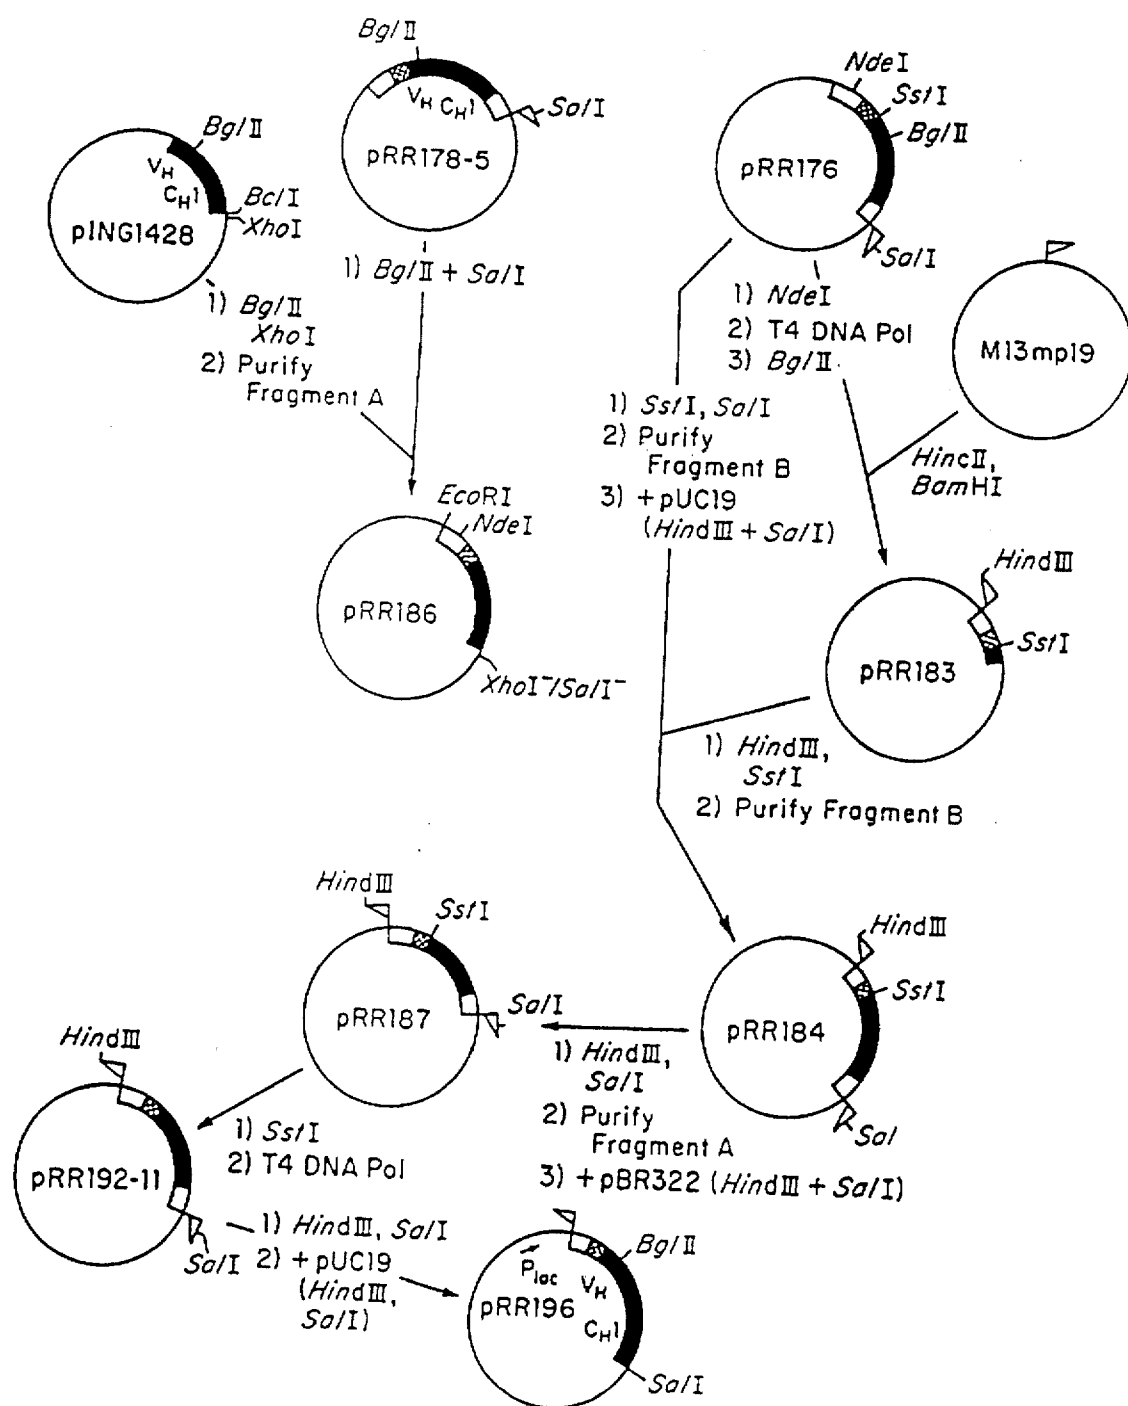 BglII
VH CH1
SalI
pRR178-5
1) BglII + SalI
BglII
VH
CH1
BclI
XhoI
pING1428
1) BglII
XhoI
2) Purify
Fragment A
EcoRI
NdeI
pRR186
XhoI-/SalI-
NdeI
SstI
BglII
pRR176
SalI
1) NdeI
2) T4 DNA Pol
3) BglII
M13mp19
HincII,
BamHI
1) SstI, SalI
2) Purify
Fragment B
3) +pUC19
(HindIII + SalI)
HindIII
SstI
pRR183
1) HindIII,
SstI
2) Purify Fragment B
HindIII
SstI
pRR184
Sal
1) HindIII,
SalI
2) Purify
Fragment A
3) +pBR322 (HindIII + SalI)
HindIII
SstI
pRR187
SalI
1) SstI
2) T4 DNA Pol
HindIII
pRR192-11
SalI
1) HindIII, SalI
2) +pUC19
(HindIII,
SalI)
BglII
Plac
VH
pRR196
CH1
SalI